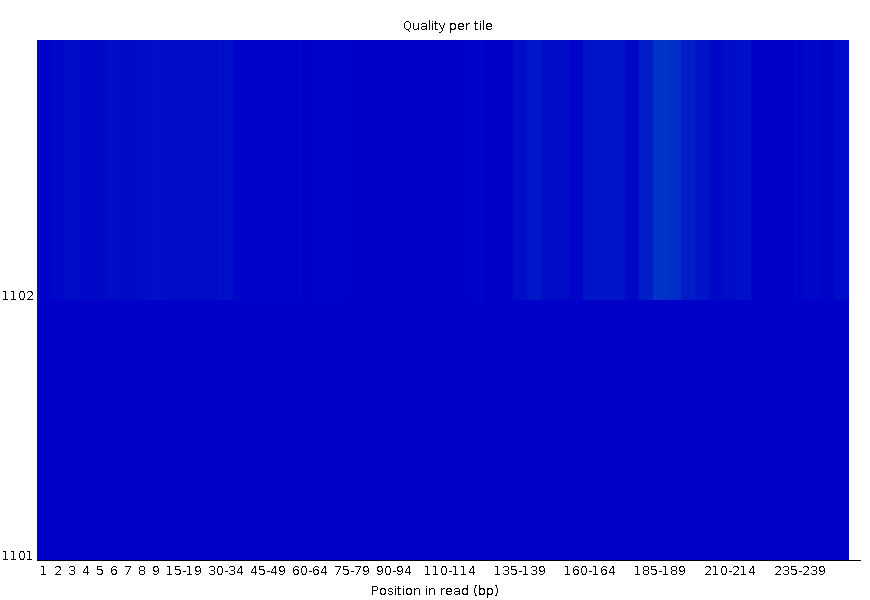 Quality per tile
1102
1101
1 2 3 4 5 6 7 8 9 15-19 30-34 45-49 60-64 75-79 90-94 110-114 135-139 160-164 185-189 210-214 235-239
Position in read (bp)